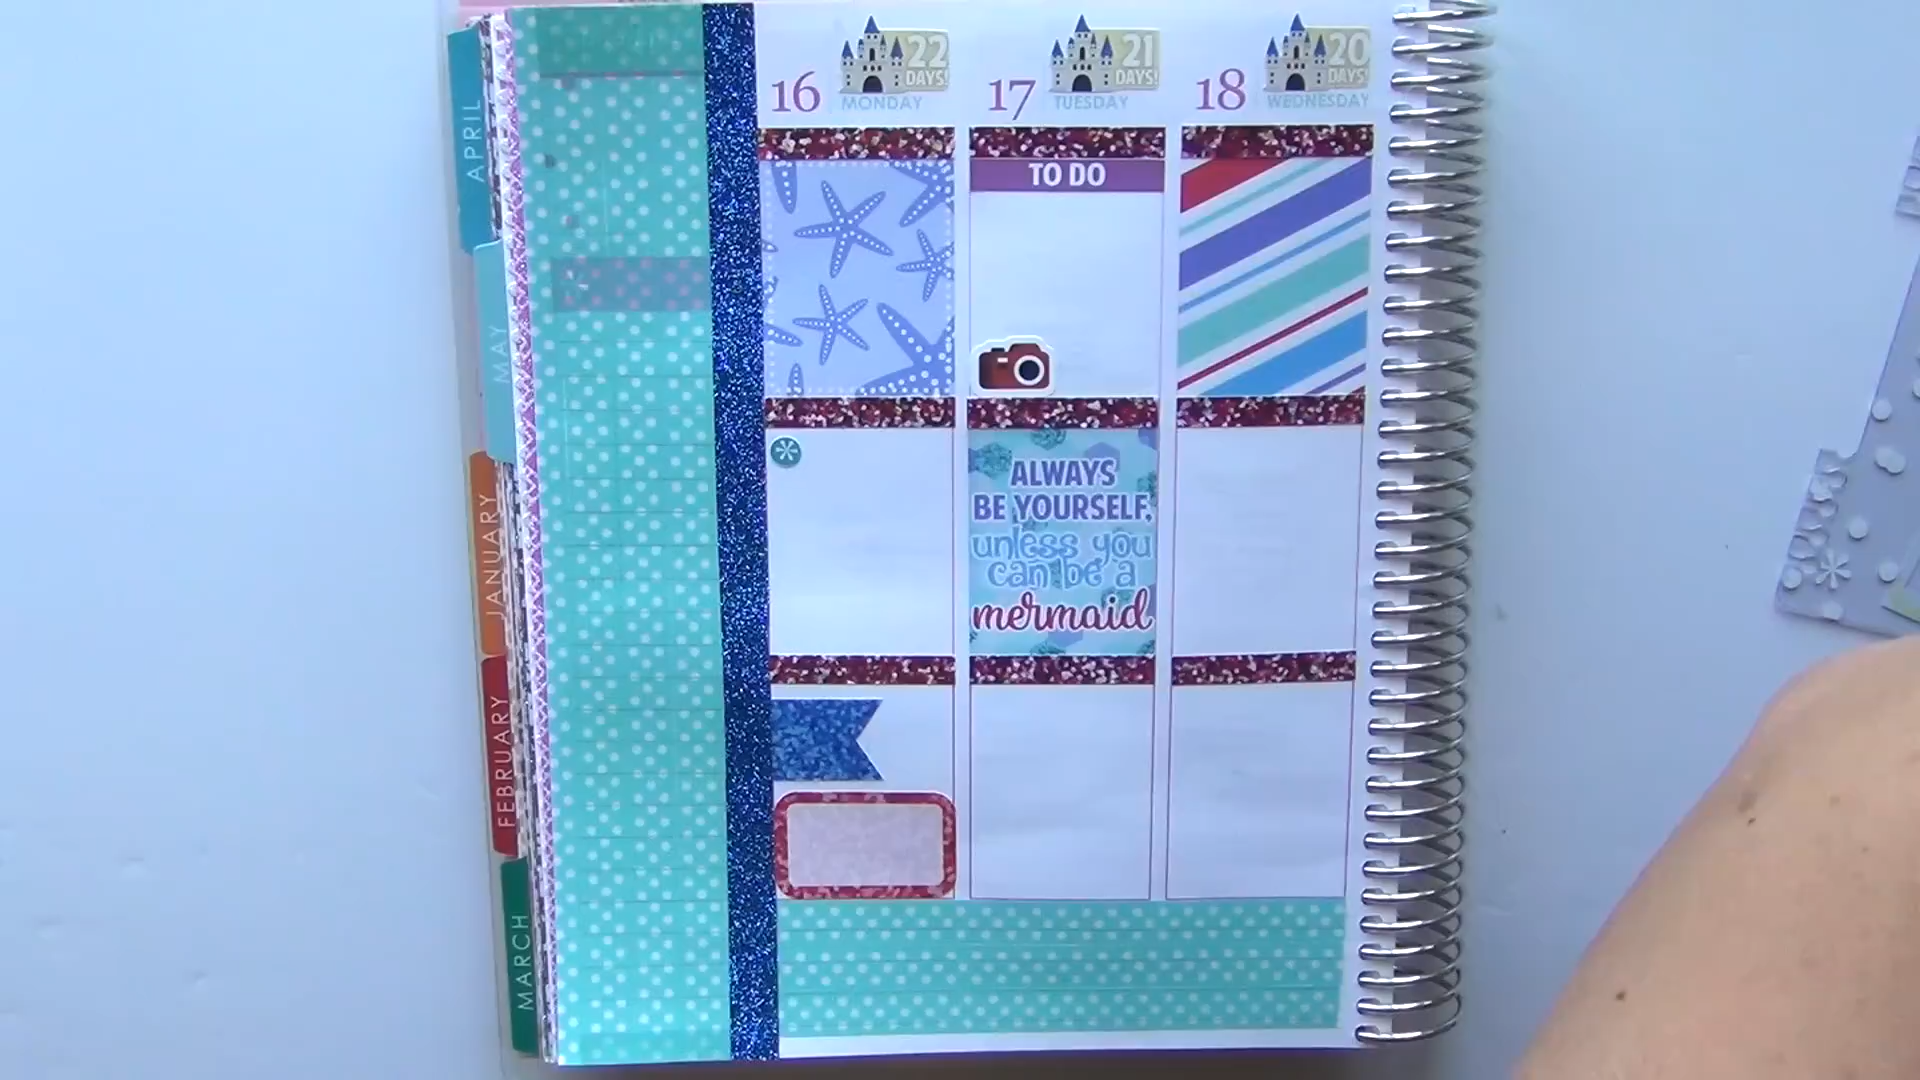 22
DAYS!
16
MONDAY
21
DAYS!
17
TUESDAY
20
DAYS!
18
WEDNESDAY
TO DO
ALWAYS
BE YOURSELF,
unless you
can be a
mermaid
APRIL
MAY
JANUARY
FEBRUARY
MARCH